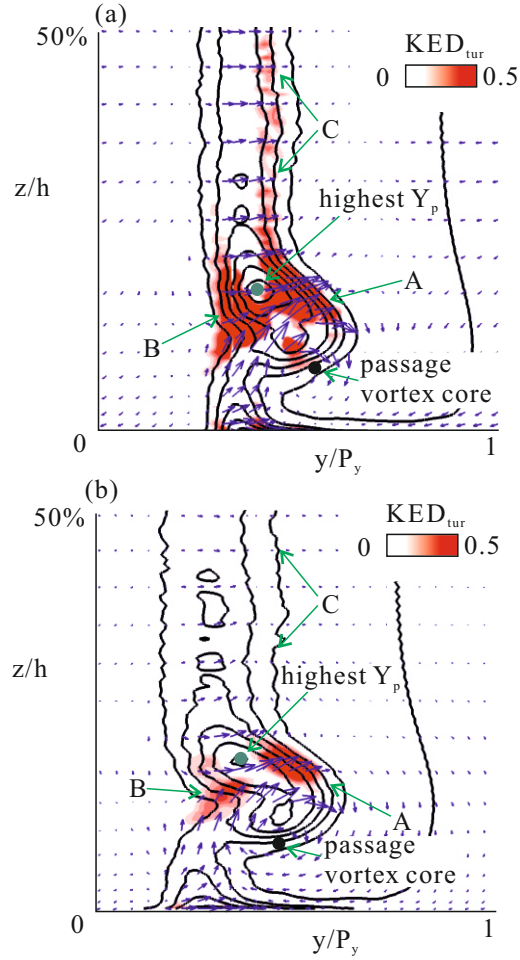 (a)
50%
KED_tur
0 0.5
C
z/h
highest Y_p
A
B
passage
vortex core
0 1
y/P_y
(b)
50%
KED_tur
0 0.5
C
z/h
highest Y_p
B
A
passage
vortex core
0 1
y/P_y